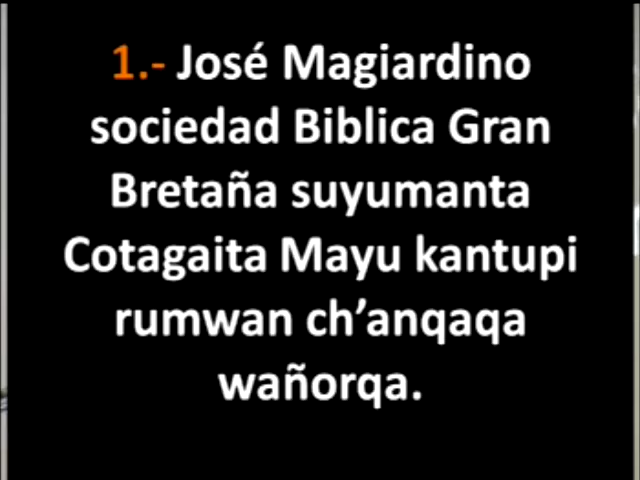 1.- José Magiardino
sociedad Biblica Gran
Bretaña suyumanta
Cotagaita Mayu kantupi
rumwan ch’anqaqa
wañorqa.